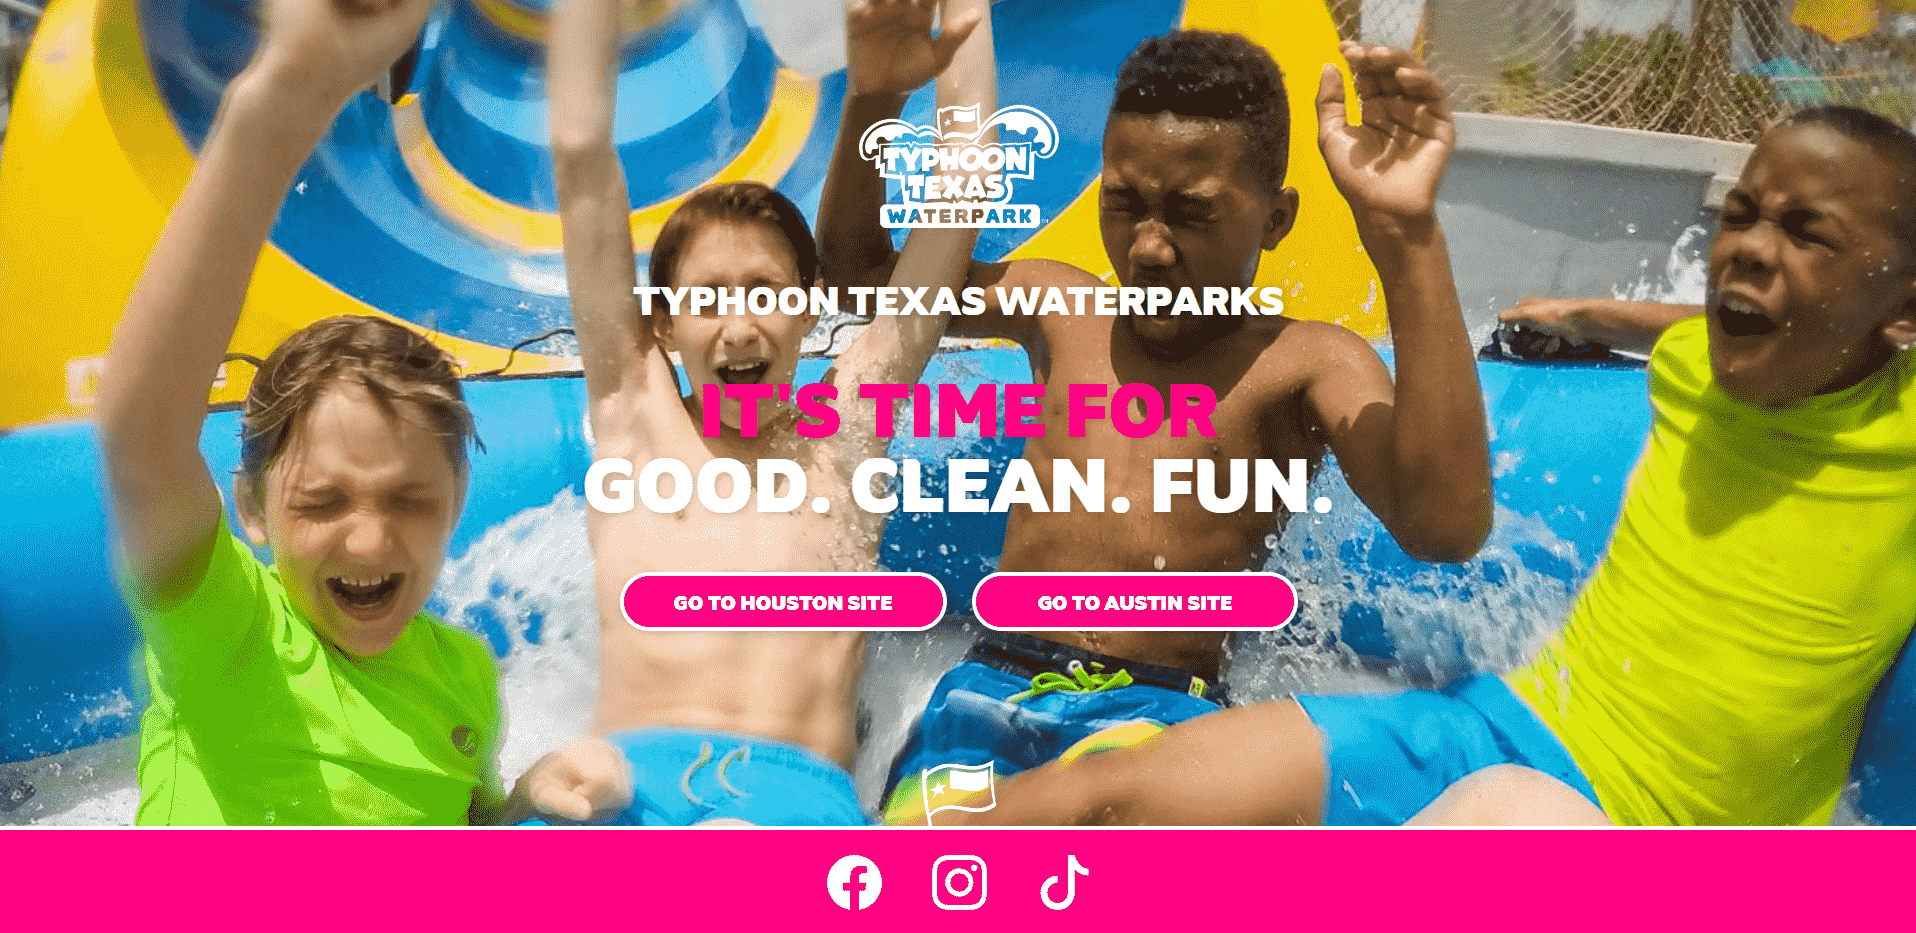 TYPHOON
TEXAS
WATERPARK™
TYPHOON TEXAS WATERPARKS
IT'S TIME FOR
GOOD. CLEAN. FUN.
GO TO HOUSTON SITE
GO TO AUSTIN SITE